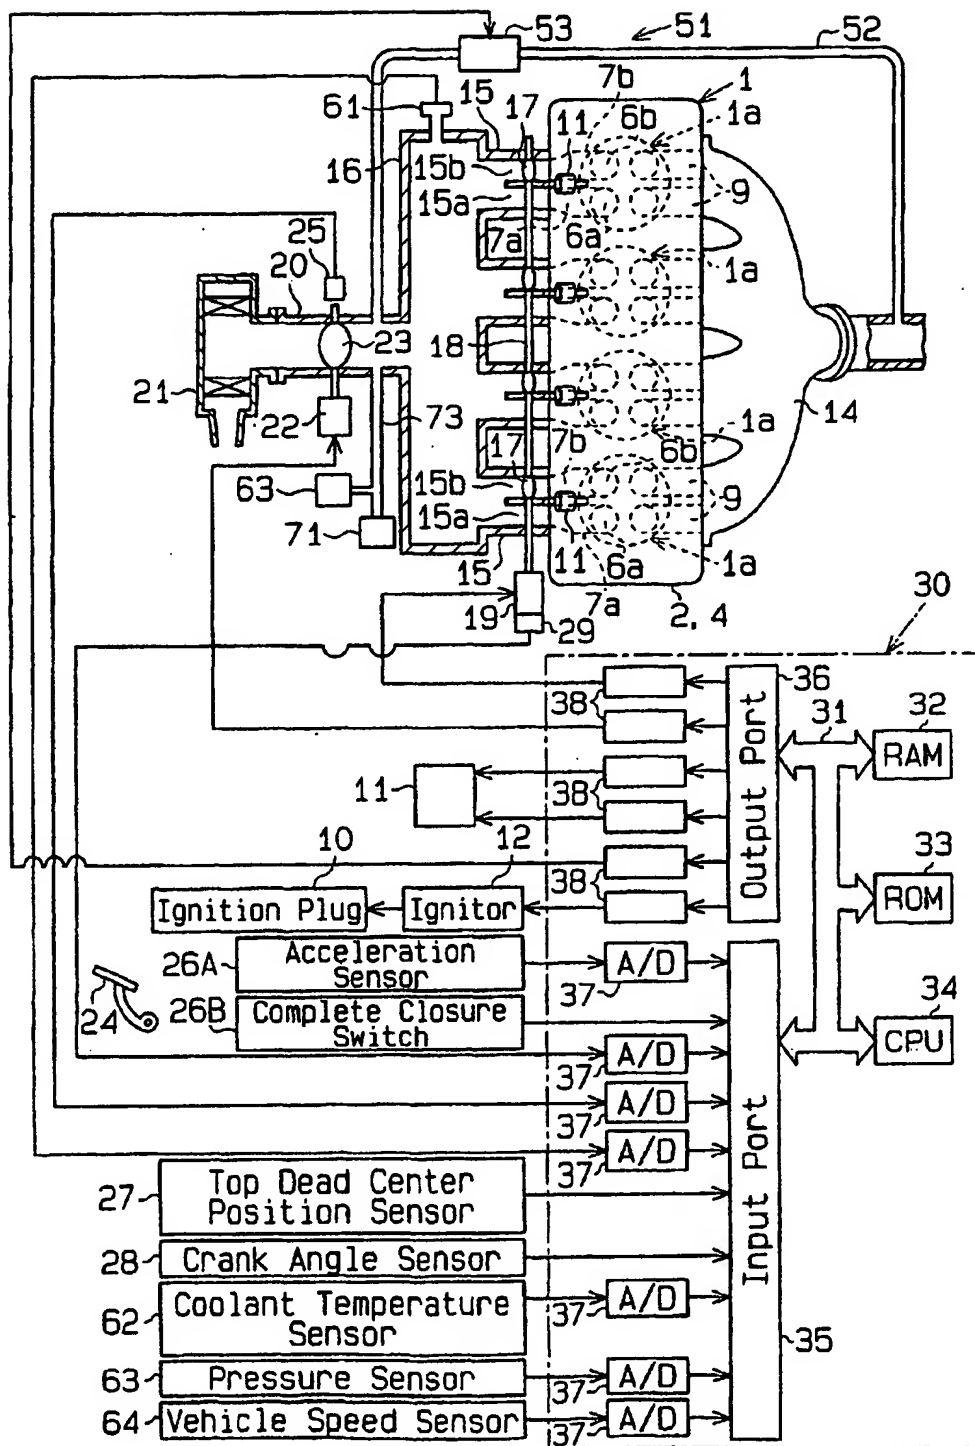 53
51
52
61
15
17
11
7b
6b
1
1a
16
15b
15a
9
7a
6a
25
20
1a
23
18
21
22
73
14
63
17
7b
6b
1a
15b
15a
9
71
15
11
6a
1a
19
29
7a
2, 4
30
38
36
31
32
RAM
11
38
Output Port
10
12
38
33
ROM
Ignition Plug
Ignitor
26A
Acceleration
Sensor
A/D
37
24
26B
Complete Closure
Switch
34
CPU
A/D
37
A/D
37
A/D
37
27
Top Dead Center
Position Sensor
Input Port
28
Crank Angle Sensor
62
Coolant Temperature
Sensor
37
A/D
35
63
Pressure Sensor
37
A/D
64
Vehicle Speed Sensor
37
A/D